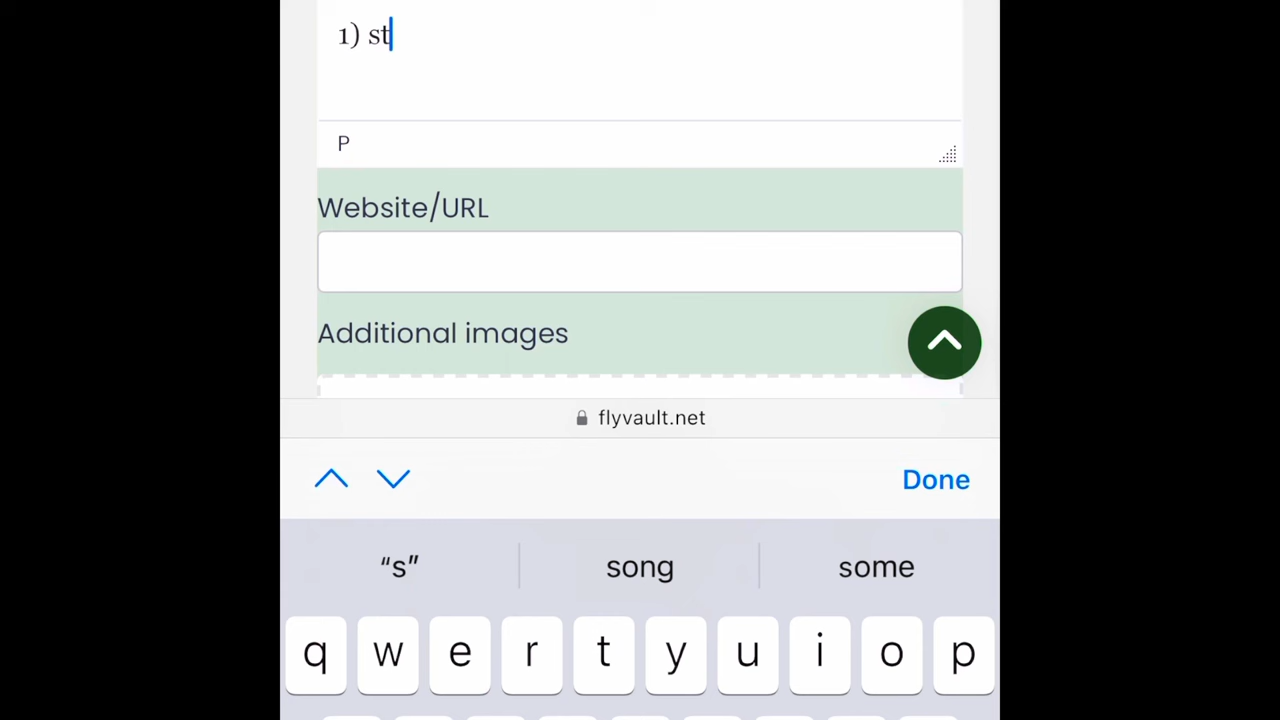 1) st
P
Website/URL
Additional images
flyvault.net
Done
“s” song some
q w e r t y u i o p